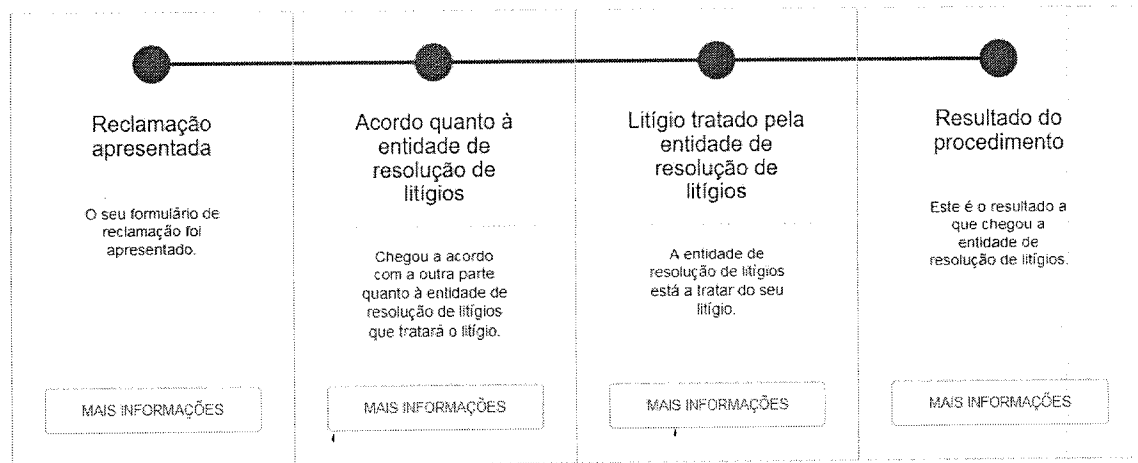 Reclamação
apresentada
O seu formulário de
reclamação foi
apresentado.
MAIS INFORMAÇÕES
Acordo quanto à
entidade de
resolução de
litígios
Chegou a acordo
com a outra parte
quanto à entidade de
resolução de litígios
que tratará o litígio.
MAIS INFORMAÇÕES
Litígio tratado pela
entidade de
resolução de
litígios
A entidade de
resolução de litígios
está a tratar do seu
litígio.
MAIS INFORMAÇÕES
Resultado do
procedimento
Este é o resultado a
que chegou a
entidade de
resolução de litígios.
MAIS INFORMAÇÕES